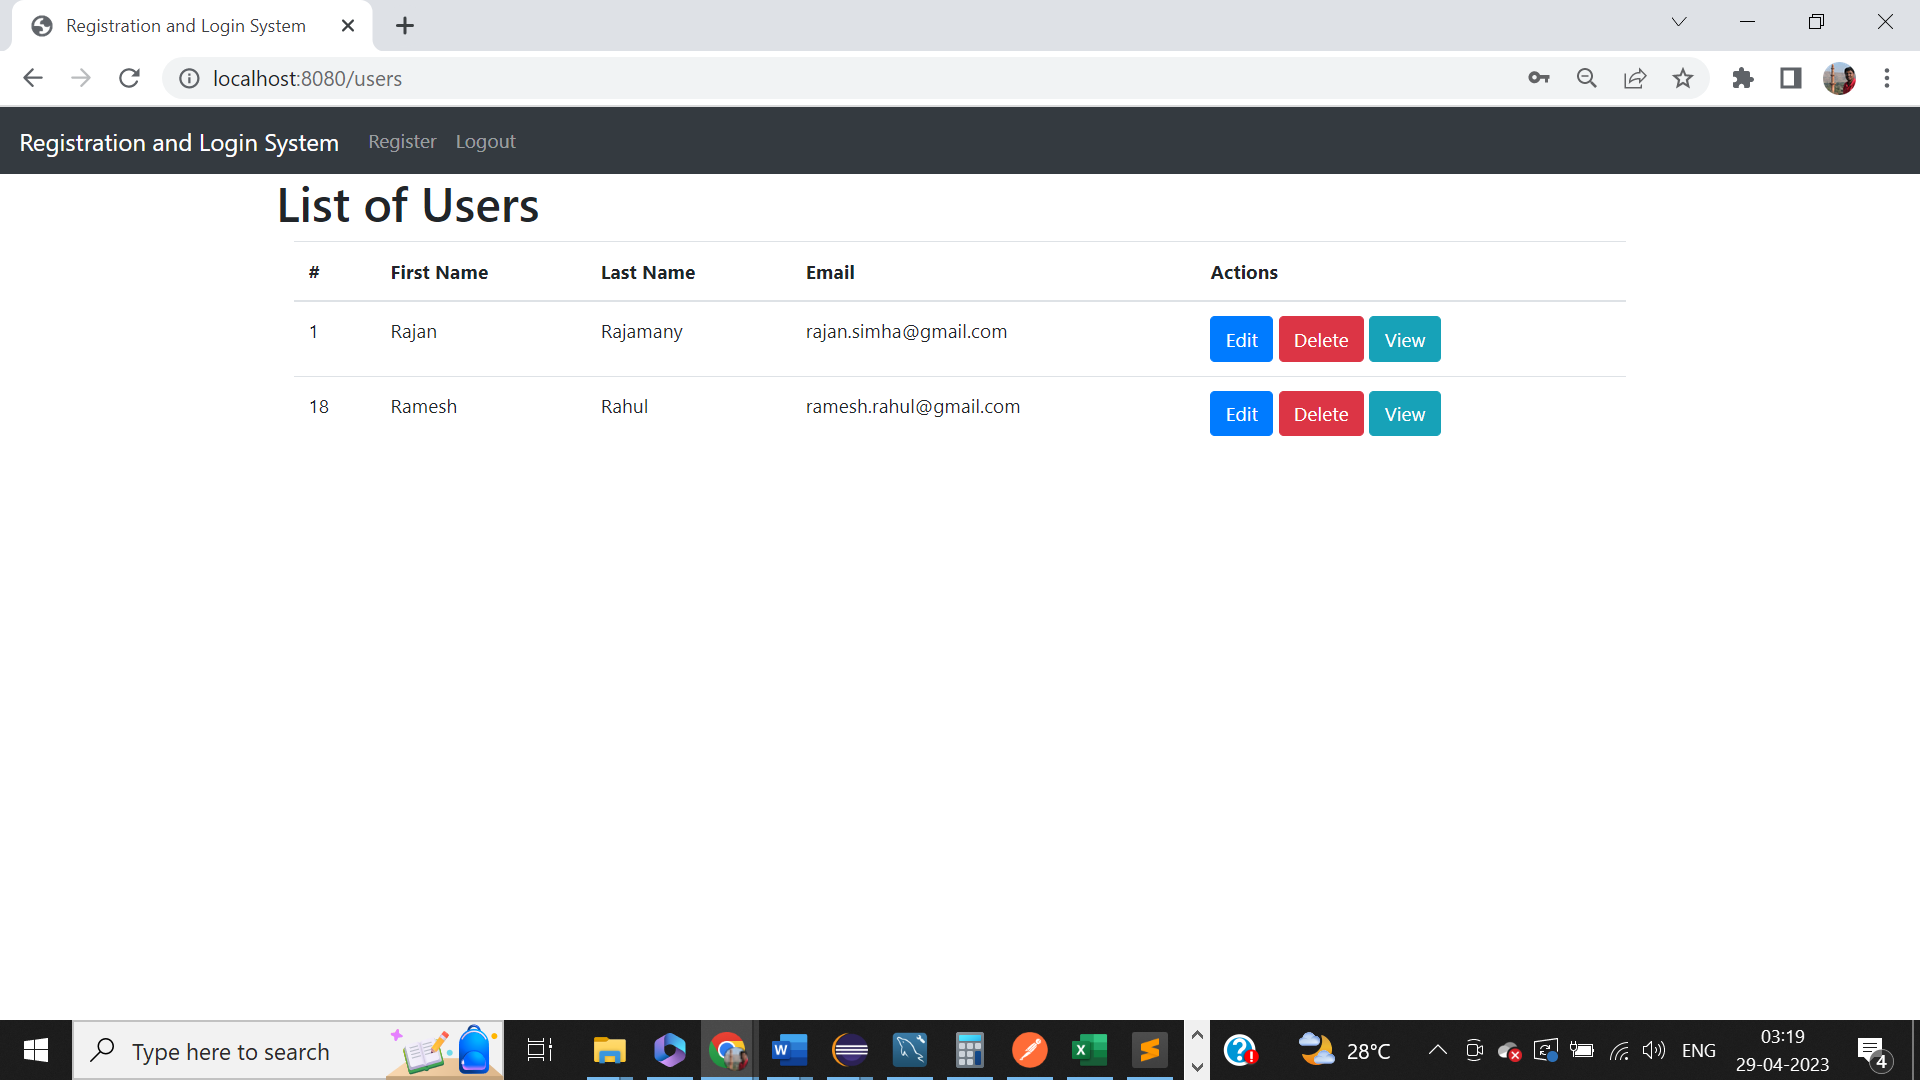 Registration and Login System
localhost:8080/users
Registration and Login System Register Logout
List of Users
# First Name Last Name Email Actions
1 Rajan Rajamany rajan.simha@gmail.com Edit Delete View
18 Ramesh Rahul ramesh.rahul@gmail.com Edit Delete View
Type here to search
28°C
ENG
03:19
29-04-2023
4